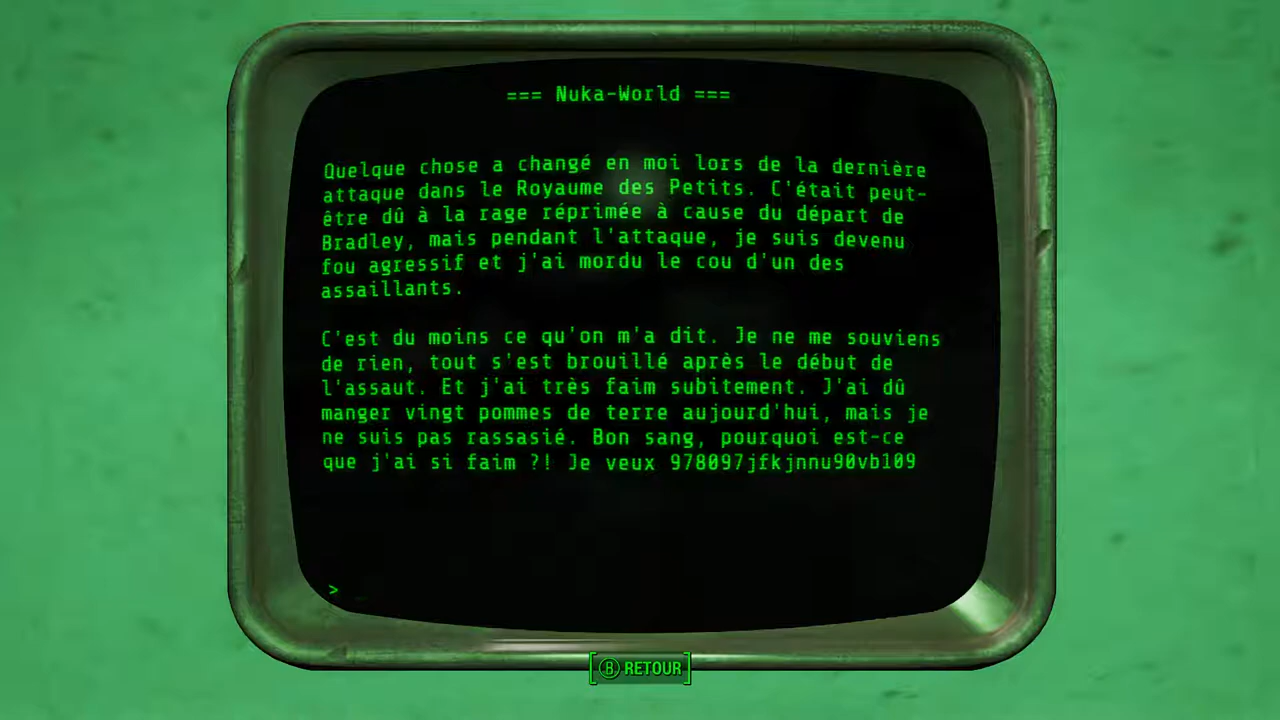 === Nuka-World ===
Quelque chose a changé en moi lors de la dernière
attaque dans le Royaume des Petits. C'était peut-
être dû à la rage réprimée à cause du départ de
Bradley, mais pendant l'attaque, je suis devenu
fou agressif et j'ai mordu le cou d'un des
assaillants.
C'est du moins ce qu'on m'a dit. Je ne me souviens
de rien, tout s'est brouillé après le début de
l'assaut. Et j'ai très faim subitement. J'ai dû
manger vingt pommes de terre aujourd'hui, mais je
ne suis pas rassasié. Bon sang, pourquoi est-ce
que j'ai si faim ?! Je veux 978097jfkjnnu90vb109
>
B RETOUR